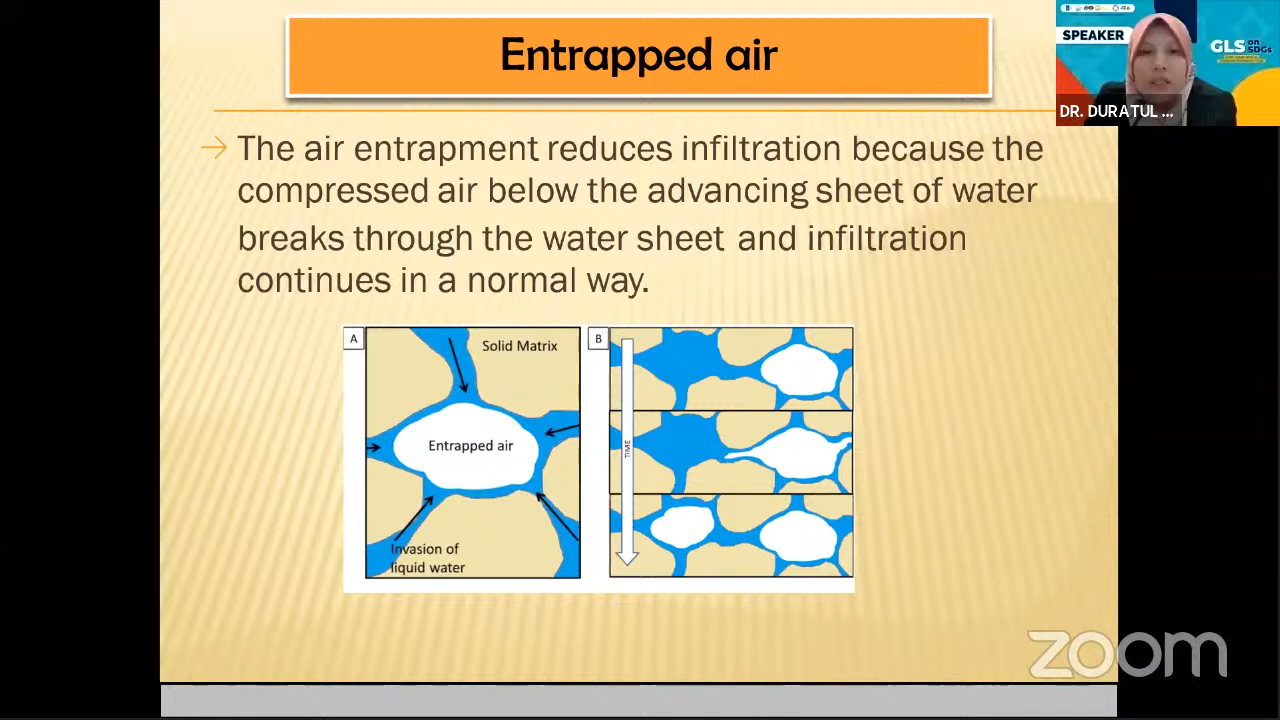 Entrapped air
SPEAKER
GLS on SDGs
DR. DURATUL ...
The air entrapment reduces infiltration because the
compressed air below the advancing sheet of water
breaks through the water sheet and infiltration
continues in a normal way.
A
Solid Matrix
Entrapped air
Invasion of
liquid water
B
TIME
zoom